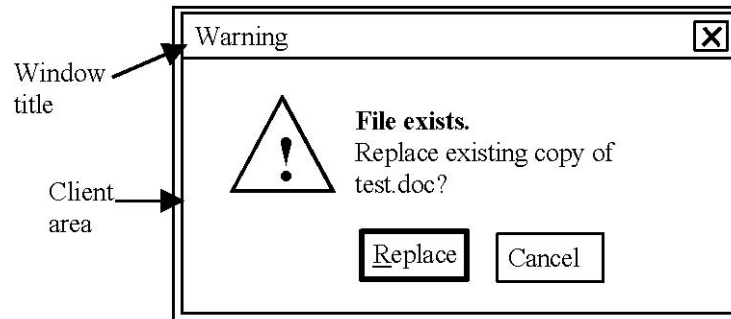 Warning
Window
title
File exists.
Replace existing copy of
test.doc?
Client
area
Replace
Cancel